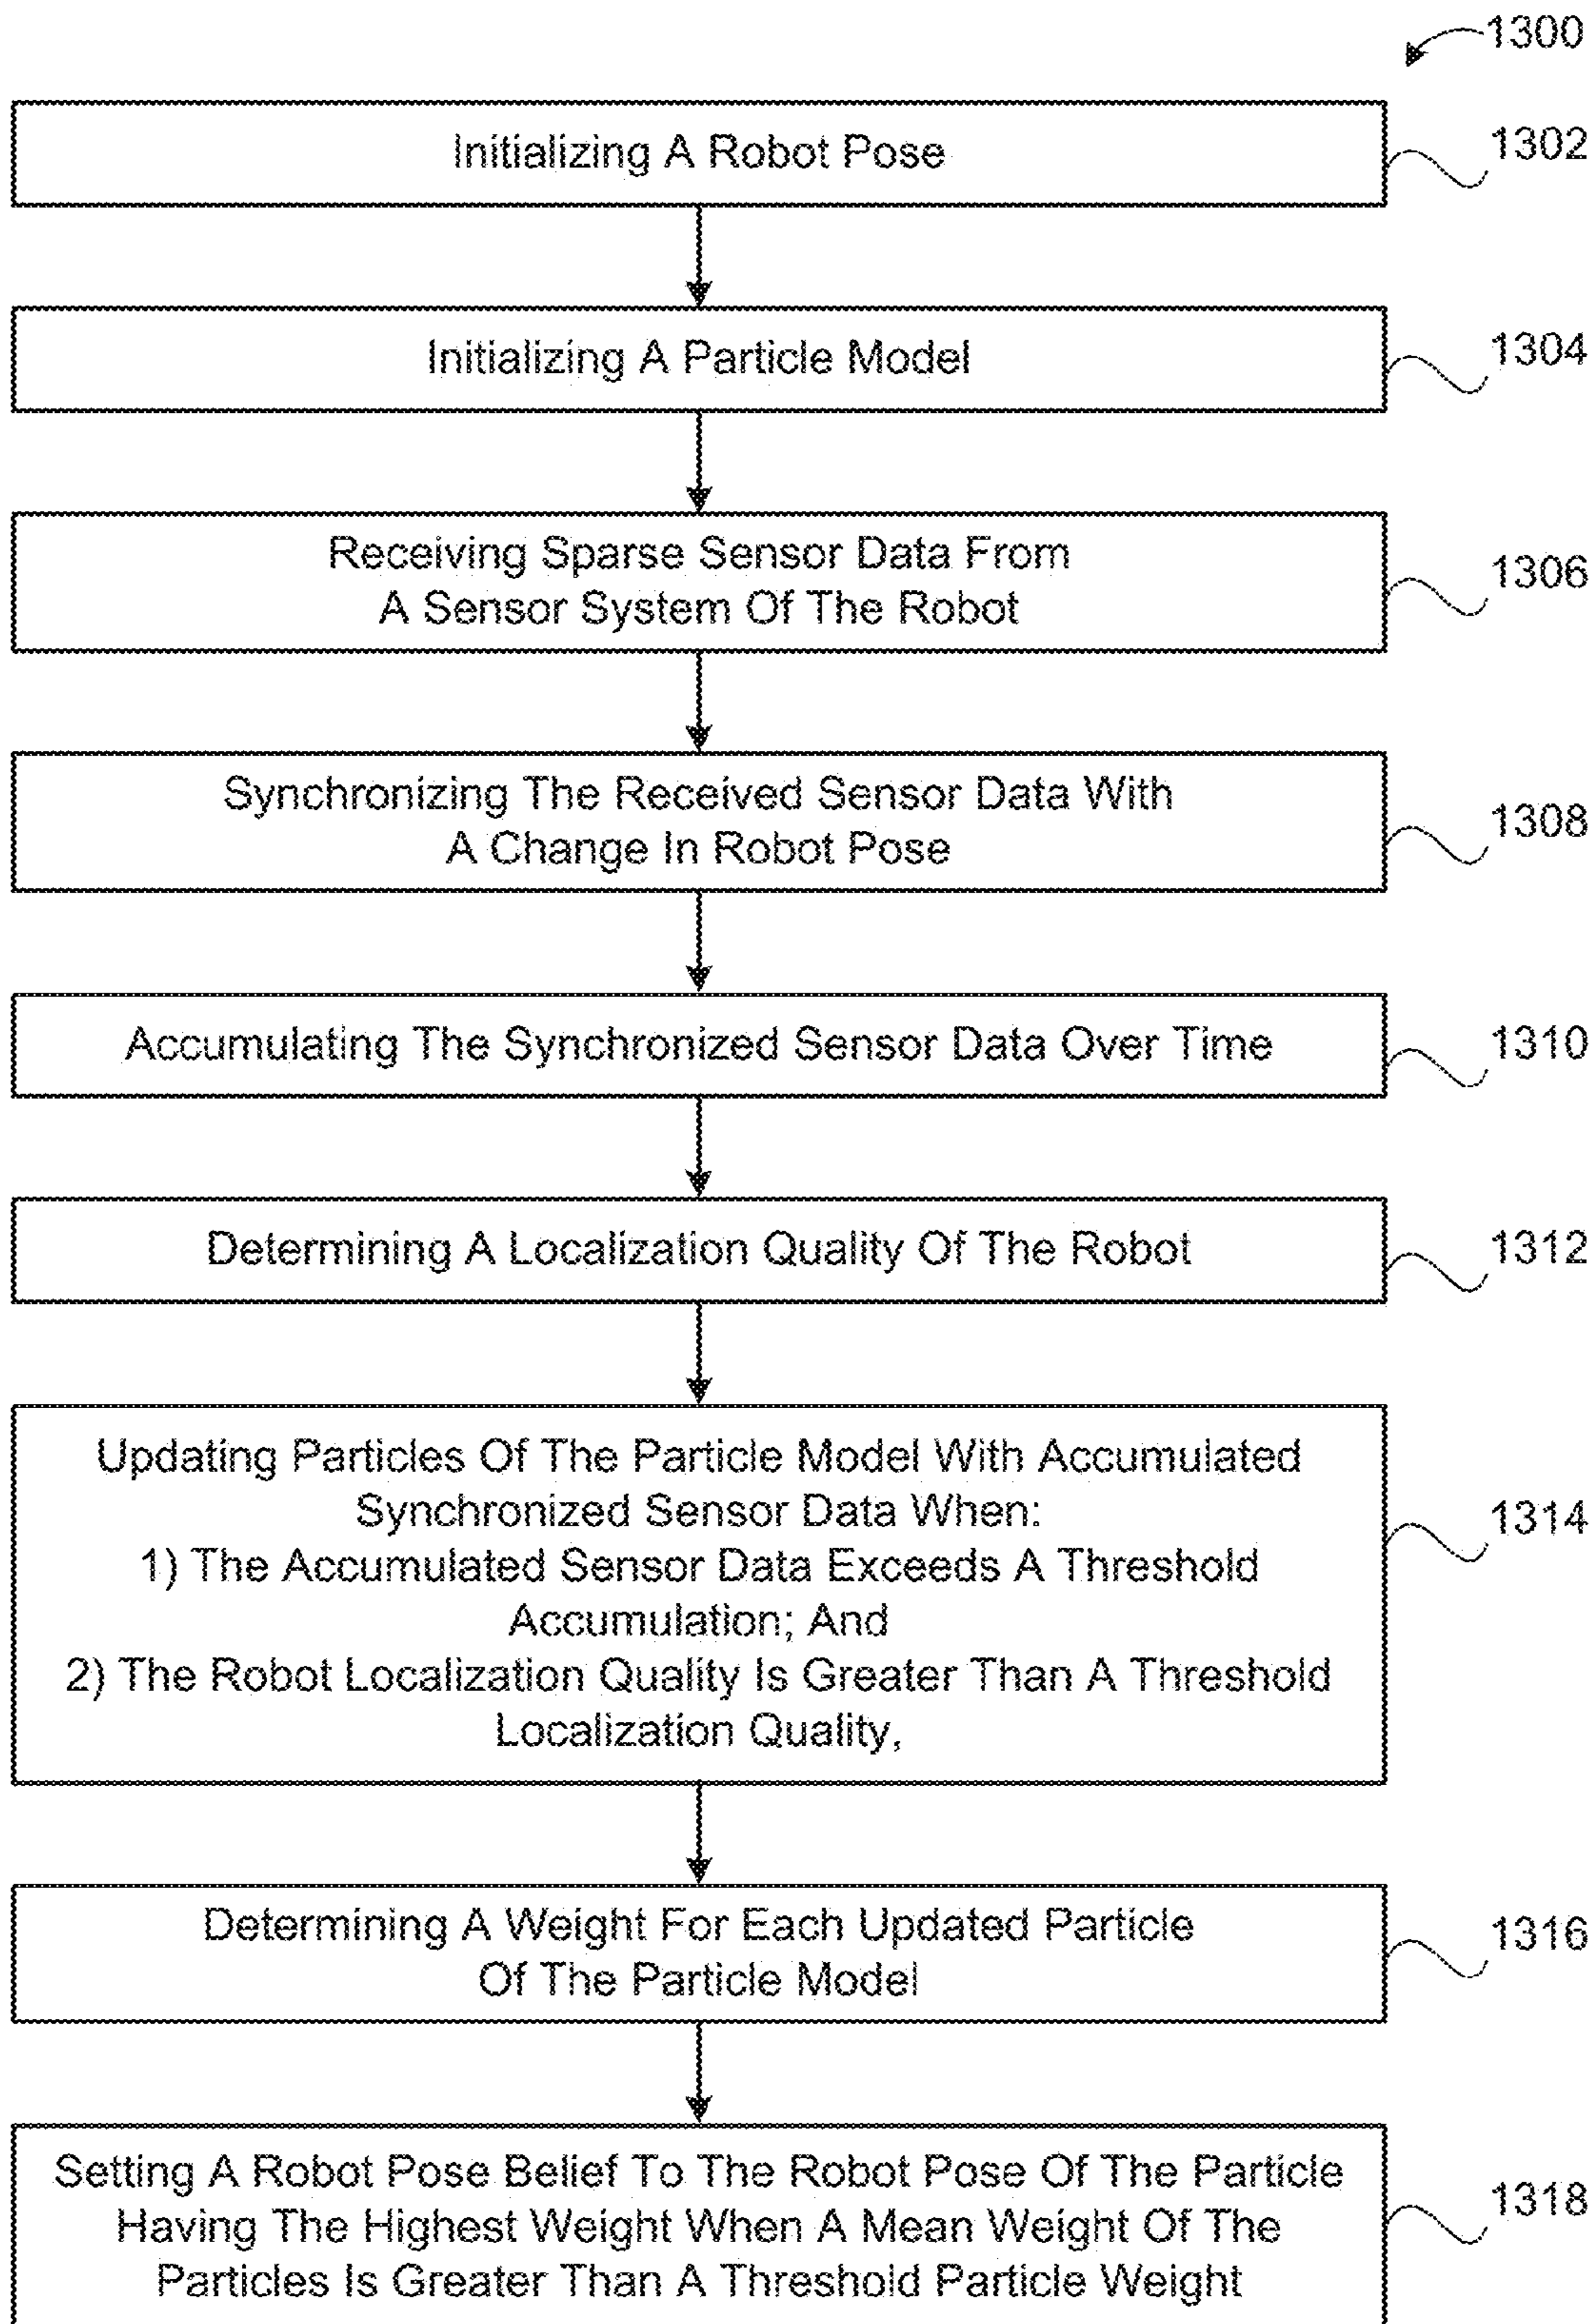 1300
Initializing A Robot Pose
1302
Initializing A Particle Model
1304
Receiving Sparse Sensor Data From
A Sensor System Of The Robot
1306
Synchronizing The Received Sensor Data With
A Change In Robot Pose
1308
Accumulating The Synchronized Sensor Data Over Time
1310
Determining A Localization Quality Of The Robot
1312
Updating Particles Of The Particle Model With Accumulated
Synchronized Sensor Data When:
1) The Accumulated Sensor Data Exceeds A Threshold
Accumulation; And
2) The Robot Localization Quality Is Greater Than A Threshold
Localization Quality,
1314
Determining A Weight For Each Updated Particle
Of The Particle Model
1316
Setting A Robot Pose Belief To The Robot Pose Of The Particle
Having The Highest Weight When A Mean Weight Of The
Particles Is Greater Than A Threshold Particle Weight
1318